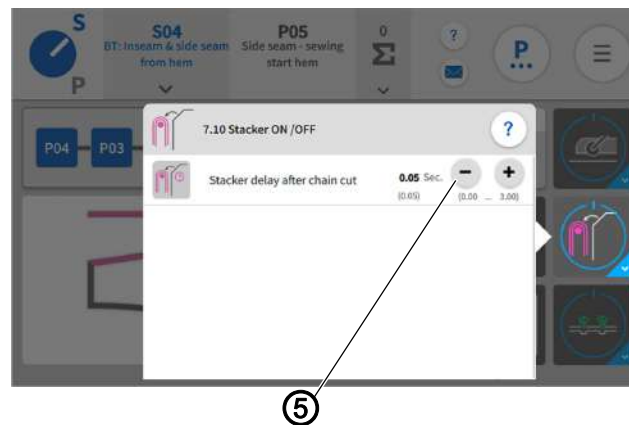 S
P
S04
BT: Inseam & side seam
from hem
P05
Side seam - sewing
start hem
0
Σ
?
P
P04
P03
7.10 Stacker ON /OFF
?
Stacker delay after chain cut
0.05 Sec.
− +
(0.05)
(0.00 ... 3.00)
5